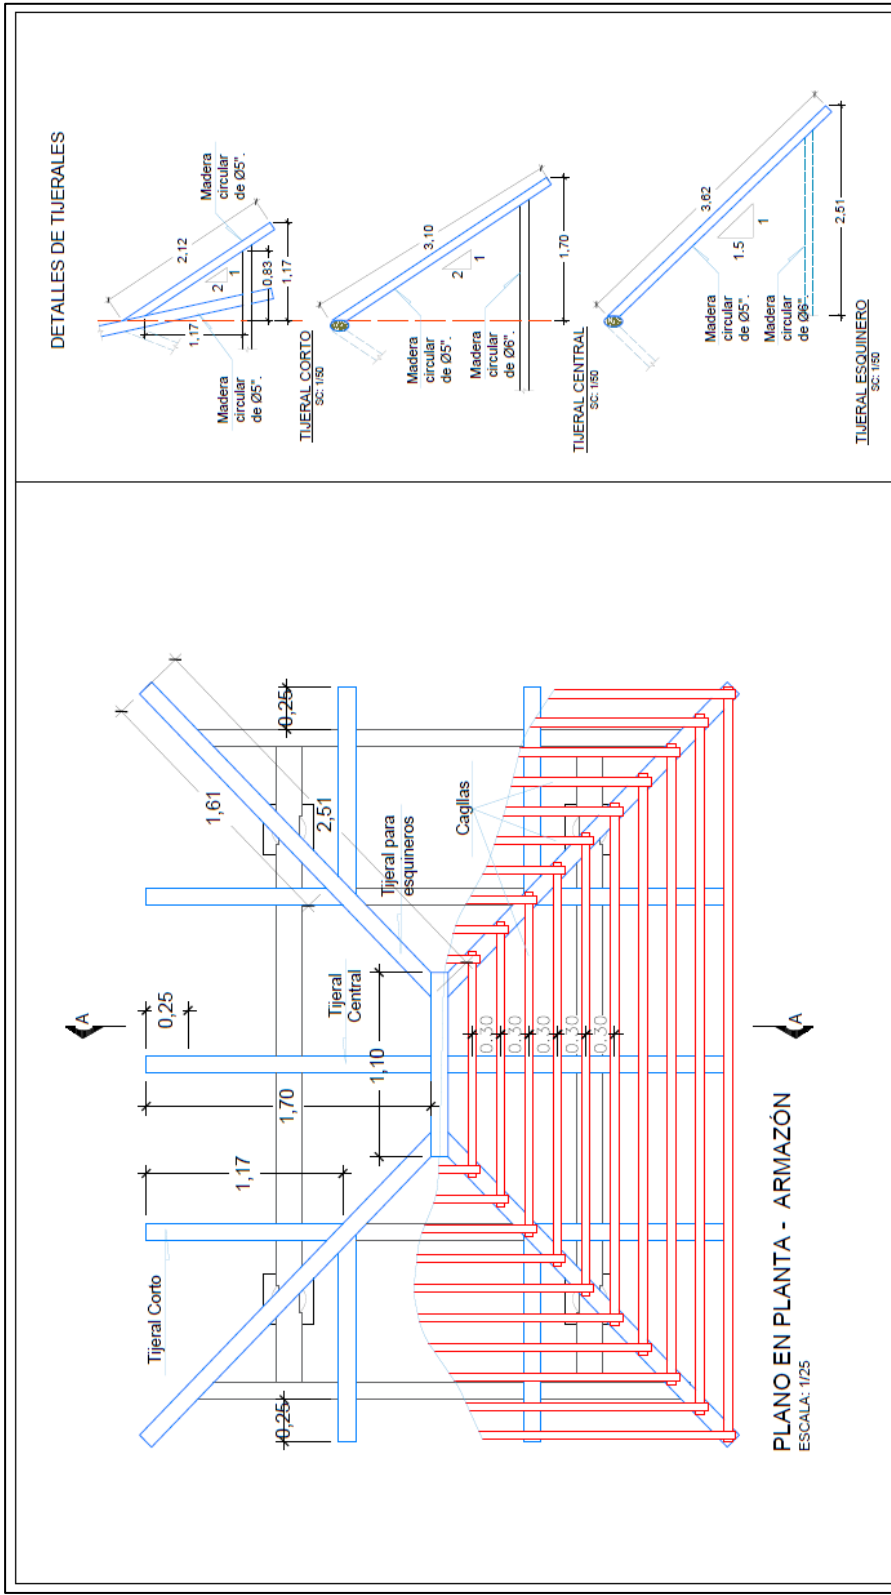 DETALLES DE TIJERALES
Madera
circular
de Ø5".
2,12
2
1
0,83
1,17
1,17
Madera
circular
de Ø5".
TIJERAL CORTO
SC: 1/50
3,10
2
1
1,70
Madera
circular
de Ø5".
Madera
circular
de Ø6".
TIJERAL CENTRAL
SC: 1/50
3,62
1.5
1
2,51
Madera
circular
de Ø5".
Madera
circular
de Ø6".
TIJERAL ESQUINERO
SC: 1/50
Tijeral Corto
1,17
1,70
0,25
A
Tijeral
Central
1,10
1,61
2,51
Tijeral para
esquineros
Cagllas
0,25
0,25
0.30
0.30
0.30
0.30
0.30
A
PLANO EN PLANTA - ARMAZÓN
ESCALA: 1/25